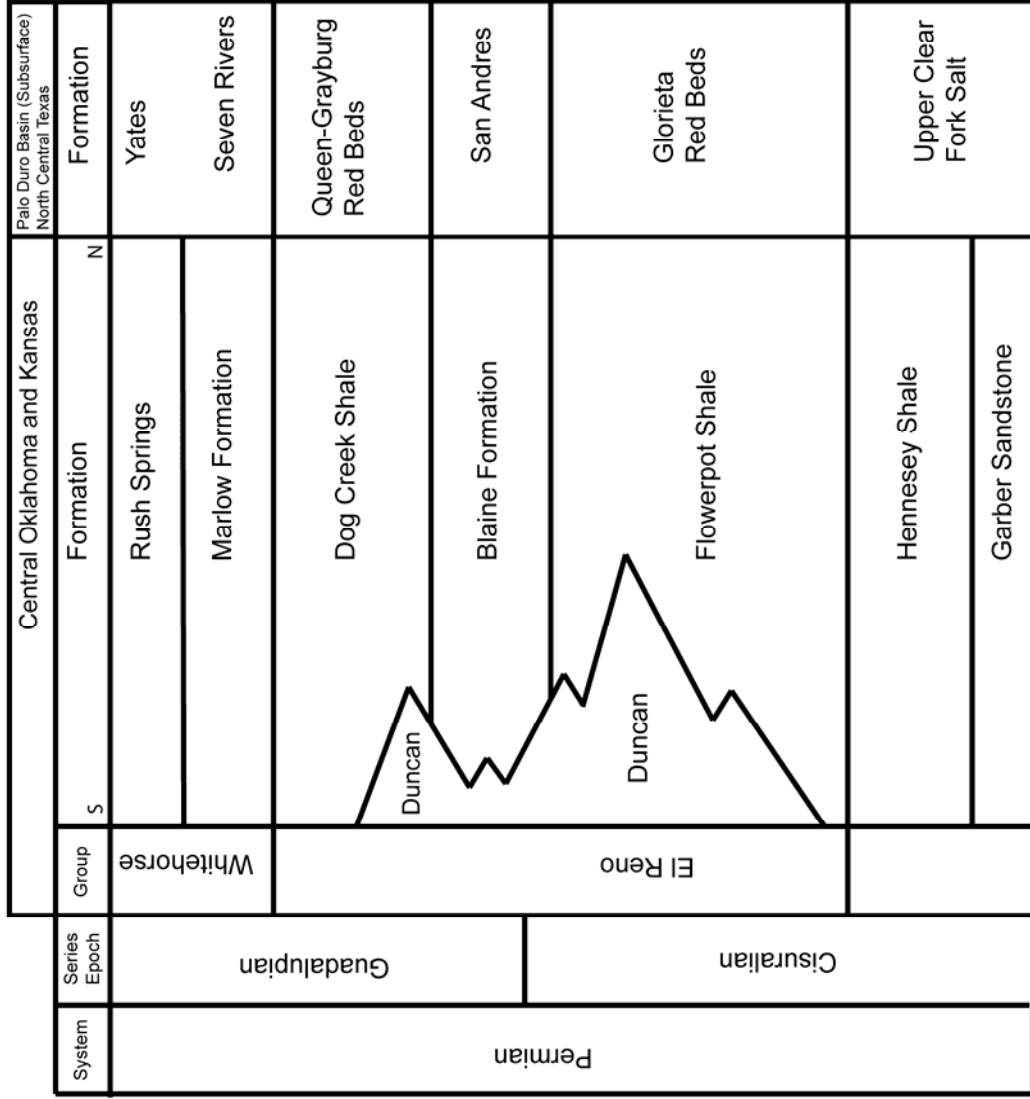 Central Oklahoma and Kansas
Palo Duro Basin (Subsurface)
North Central Texas
System
Series
Epoch
Group
Formation
S
N
Formation
Permian
Guadalupian
Cisuralian
Whitehorse
El Reno
Rush Springs
Marlow Formation
Dog Creek Shale
Duncan
Blaine Formation
Duncan
Flowerpot Shale
Hennesey Shale
Garber Sandstone
Yates
Seven Rivers
Queen-Grayburg
Red Beds
San Andres
Glorieta
Red Beds
Upper Clear
Fork Salt